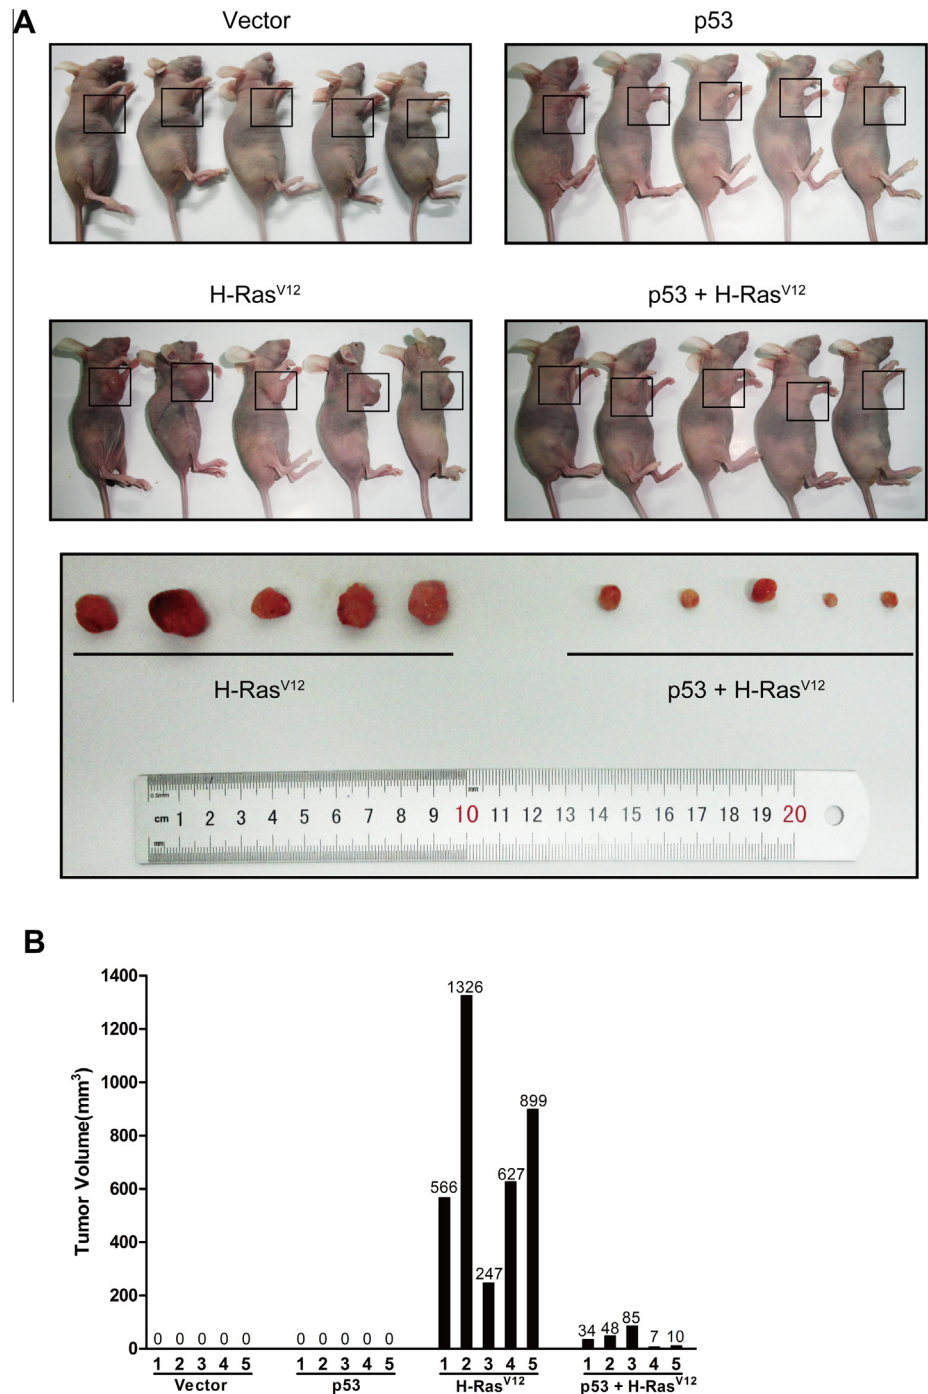 A
Vector
p53
H-Ras^V12
p53 + H-Ras^V12
H-Ras^V12
p53 + H-Ras^V12
0.5mm
mm
cm 1 2 3 4 5 6 7 8 9 10 11 12 13 14 15 16 17 18 19 20
mm
B
Tumor Volume(mm³)
1400
1200
1000
800
600
400
200
0
0 0 0 0 0
0 0 0 0 0
566 1326 247 627 899
34 48 85 7 10
1 2 3 4 5
1 2 3 4 5
1 2 3 4 5
1 2 3 4 5
Vector
p53
H-Ras^V12
p53 + H-Ras^V12